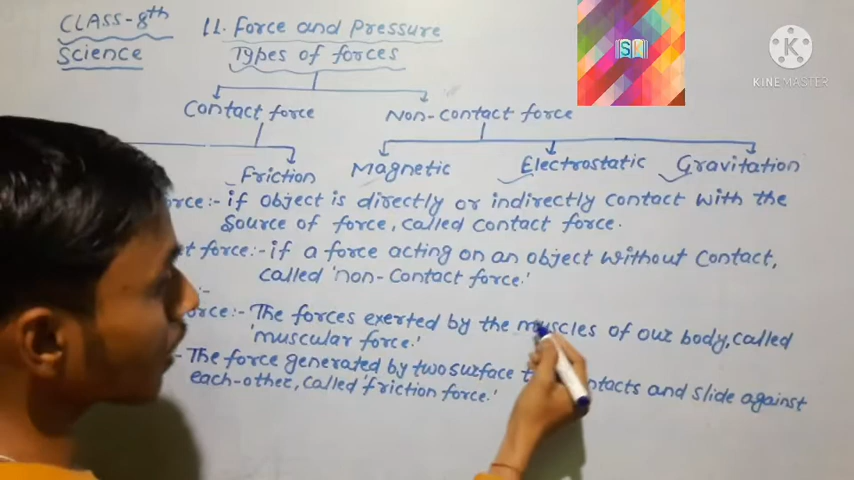 CLASS-8th 11. Force and Pressure
Science Types of forces
Contact force Non-Contact force
Friction Magnetic Electrostatic Gravitation
:- if object is directly or indirectly contact with the
Source of force, called contact force.
force:- if a force acting on an object without Contact,
called 'non-Contact force.'
:-
:- The forces exerted by the muscles of our body, called
'muscular force.'
- The force generated by two surface and slide against
each-other, called 'friction force.'
S
K
KINEMASTER